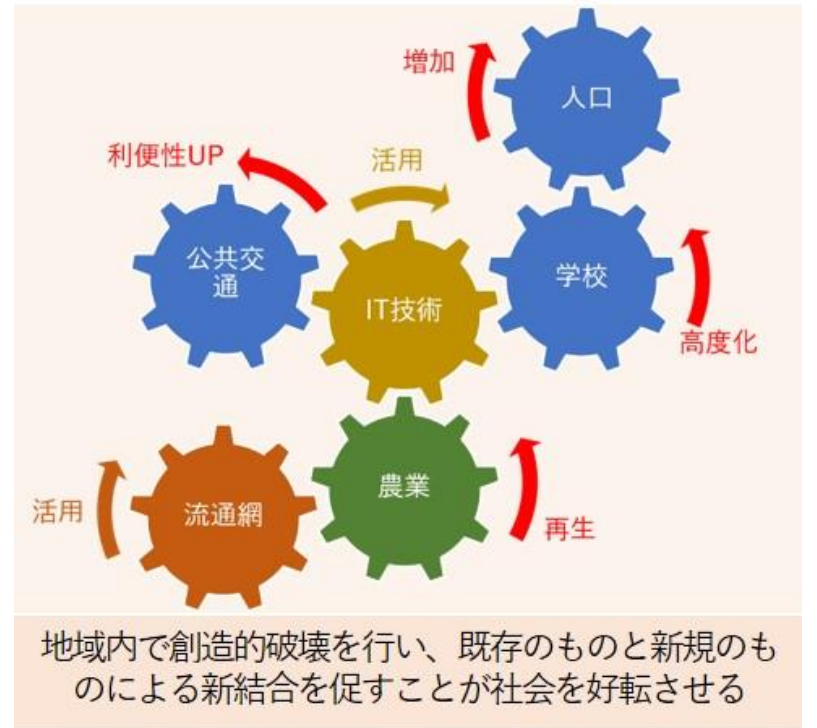 増加
人口
利便性UP
活用
公共交
通
IT技術
学校
高度化
活用
流通網
農業
再生
地域内で創造的破壊を行い、既存のものと新規のも
のによる新結合を促すことが社会を好転させる